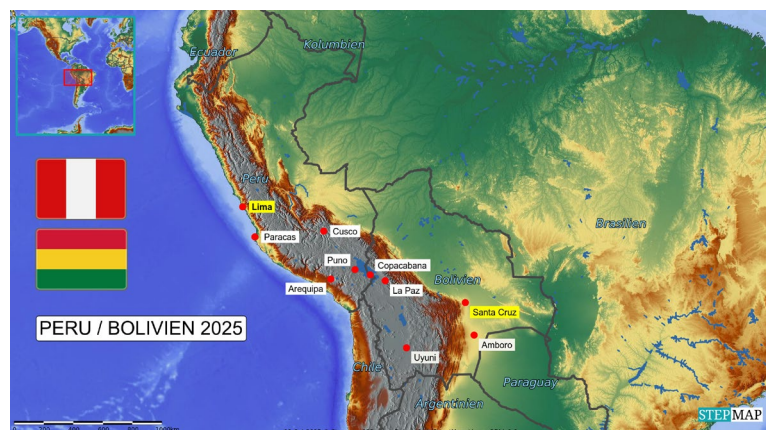 Kolumbien
Ecuador
Peru
Lima
Brasilien
Paracas
Cusco
Puno
Copacabana
Bolivien
Arequipa
La Paz
Santa Cruz
PERU / BOLIVIEN 2025
Amboro
Uyuni
Chile
Paraguay
Argentinien
STEPMAP